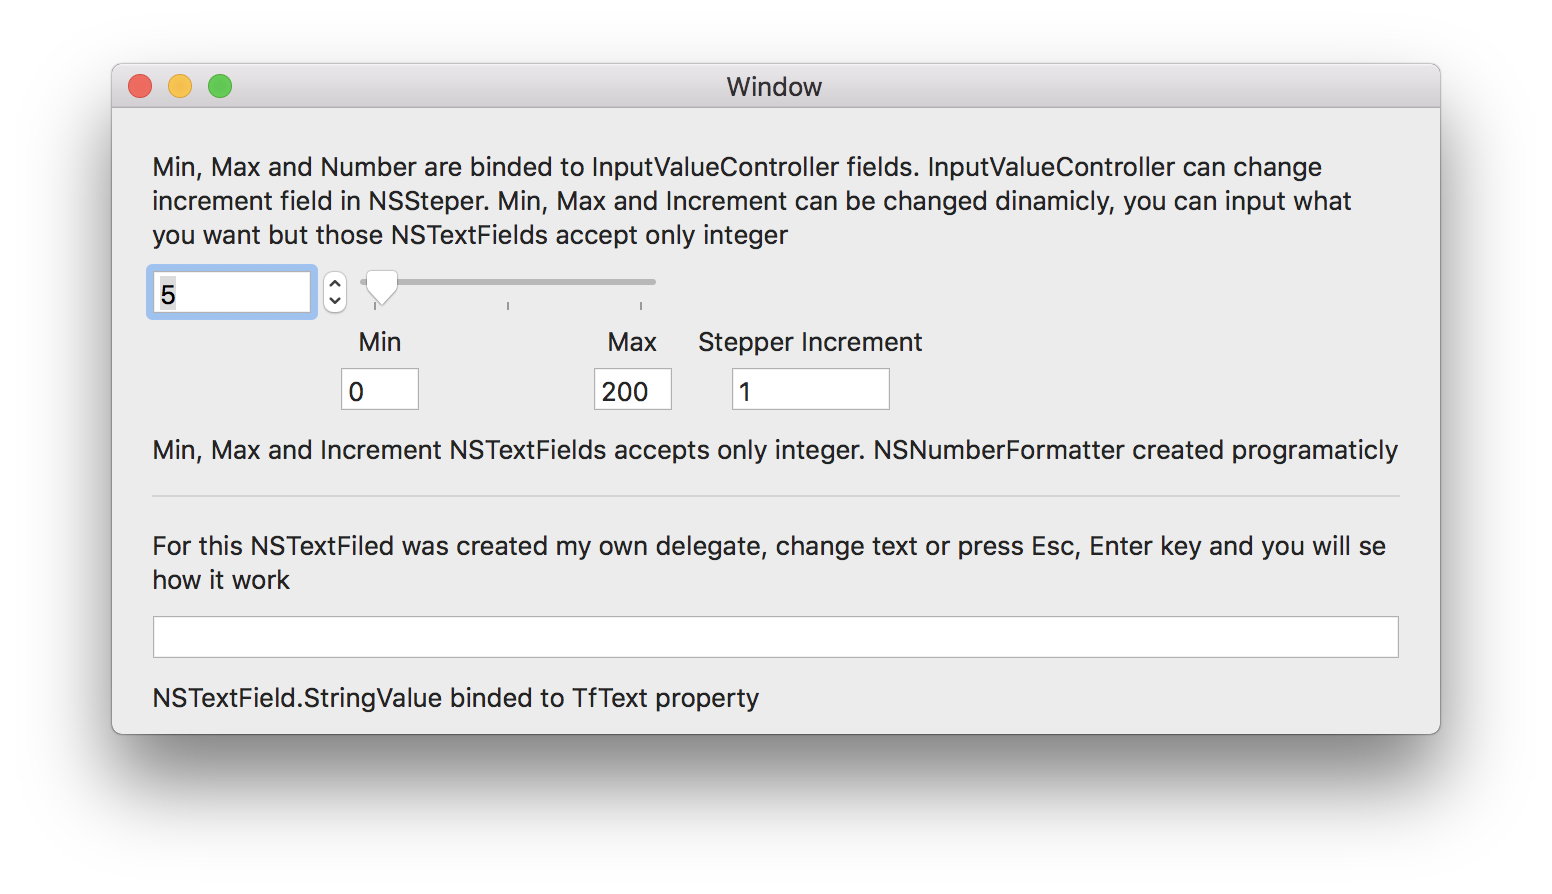 Window
Min, Max and Number are binded to InputValueController fields. InputValueController can change
increment field in NSSteper. Min, Max and Increment can be changed dinamicly, you can input what
you want but those NSTextFields accept only integer
5
Min Max Stepper Increment
0 200 1
Min, Max and Increment NSTextFields accepts only integer. NSNumberFormatter created programaticly
For this NSTextFiled was created my own delegate, change text or press Esc, Enter key and you will se
how it work
NSTextField.StringValue binded to TfText property